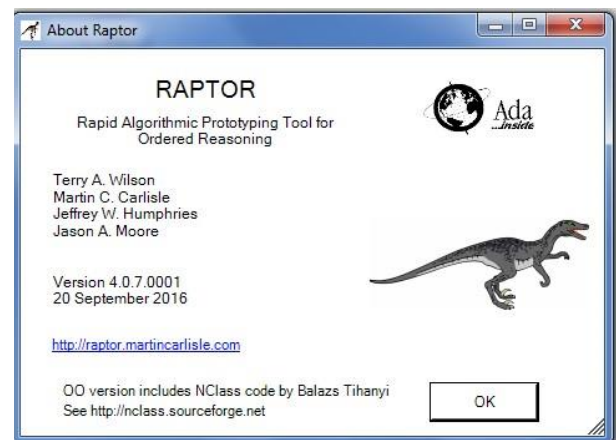 About Raptor
RAPTOR
Rapid Algorithmic Prototyping Tool for
Ordered Reasoning
Ada
...inside
Terry A. Wilson
Martin C. Carlisle
Jeffrey W. Humphries
Jason A. Moore
Version 4.0.7.0001
20 September 2016
http://raptor.martincarlisle.com
OO version includes NClass code by Balazs Tihanyi
See http://nclass.sourceforge.net
OK